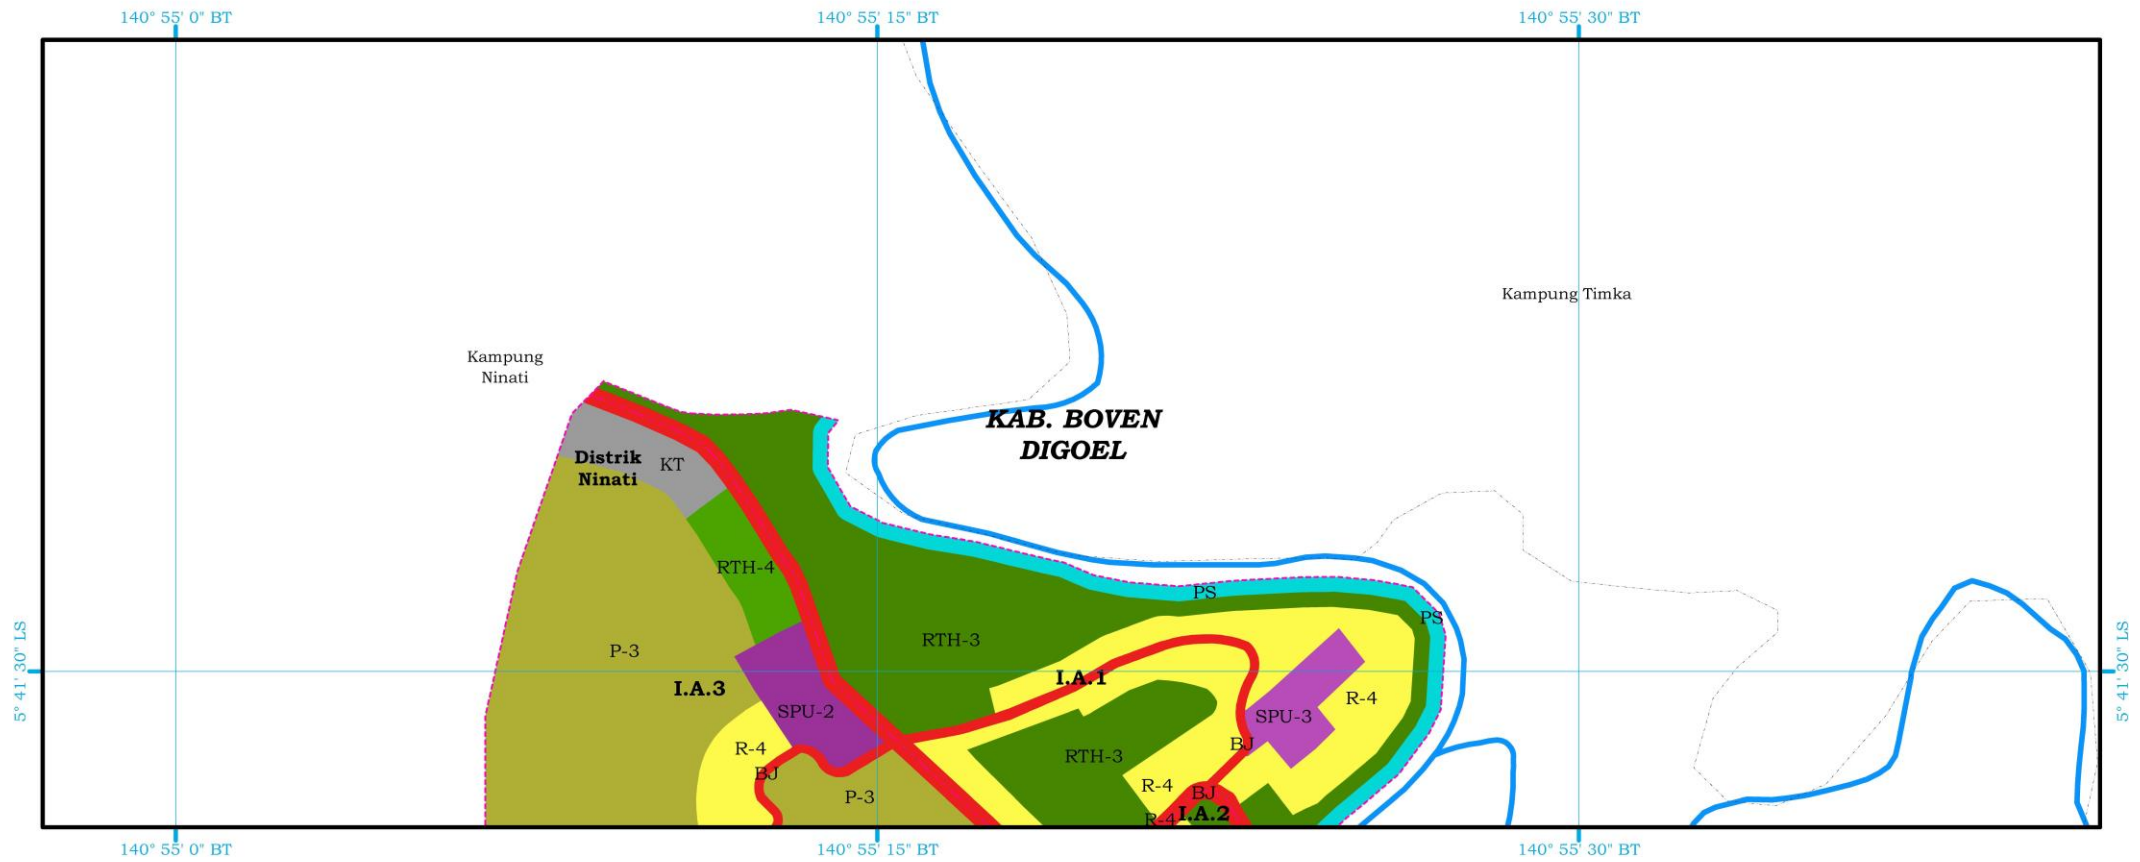 140° 55' 0" BT
140° 55' 15" BT
140° 55' 30" BT
Kampung Timka
Kampung
Ninati
KAB. BOVEN
DIGOEL
Distrik
Ninati
KT
RTH-4
PS
PS
RTH-3
P-3
5° 41' 30" LS
5° 41' 30" LS
I.A.1
I.A.3
R-4
SPU-2
SPU-3
R-4
BJ
RTH-3
BJ
R-4
BJ
P-3
I.A.2
R-4
140° 55' 0" BT
140° 55' 15" BT
140° 55' 30" BT